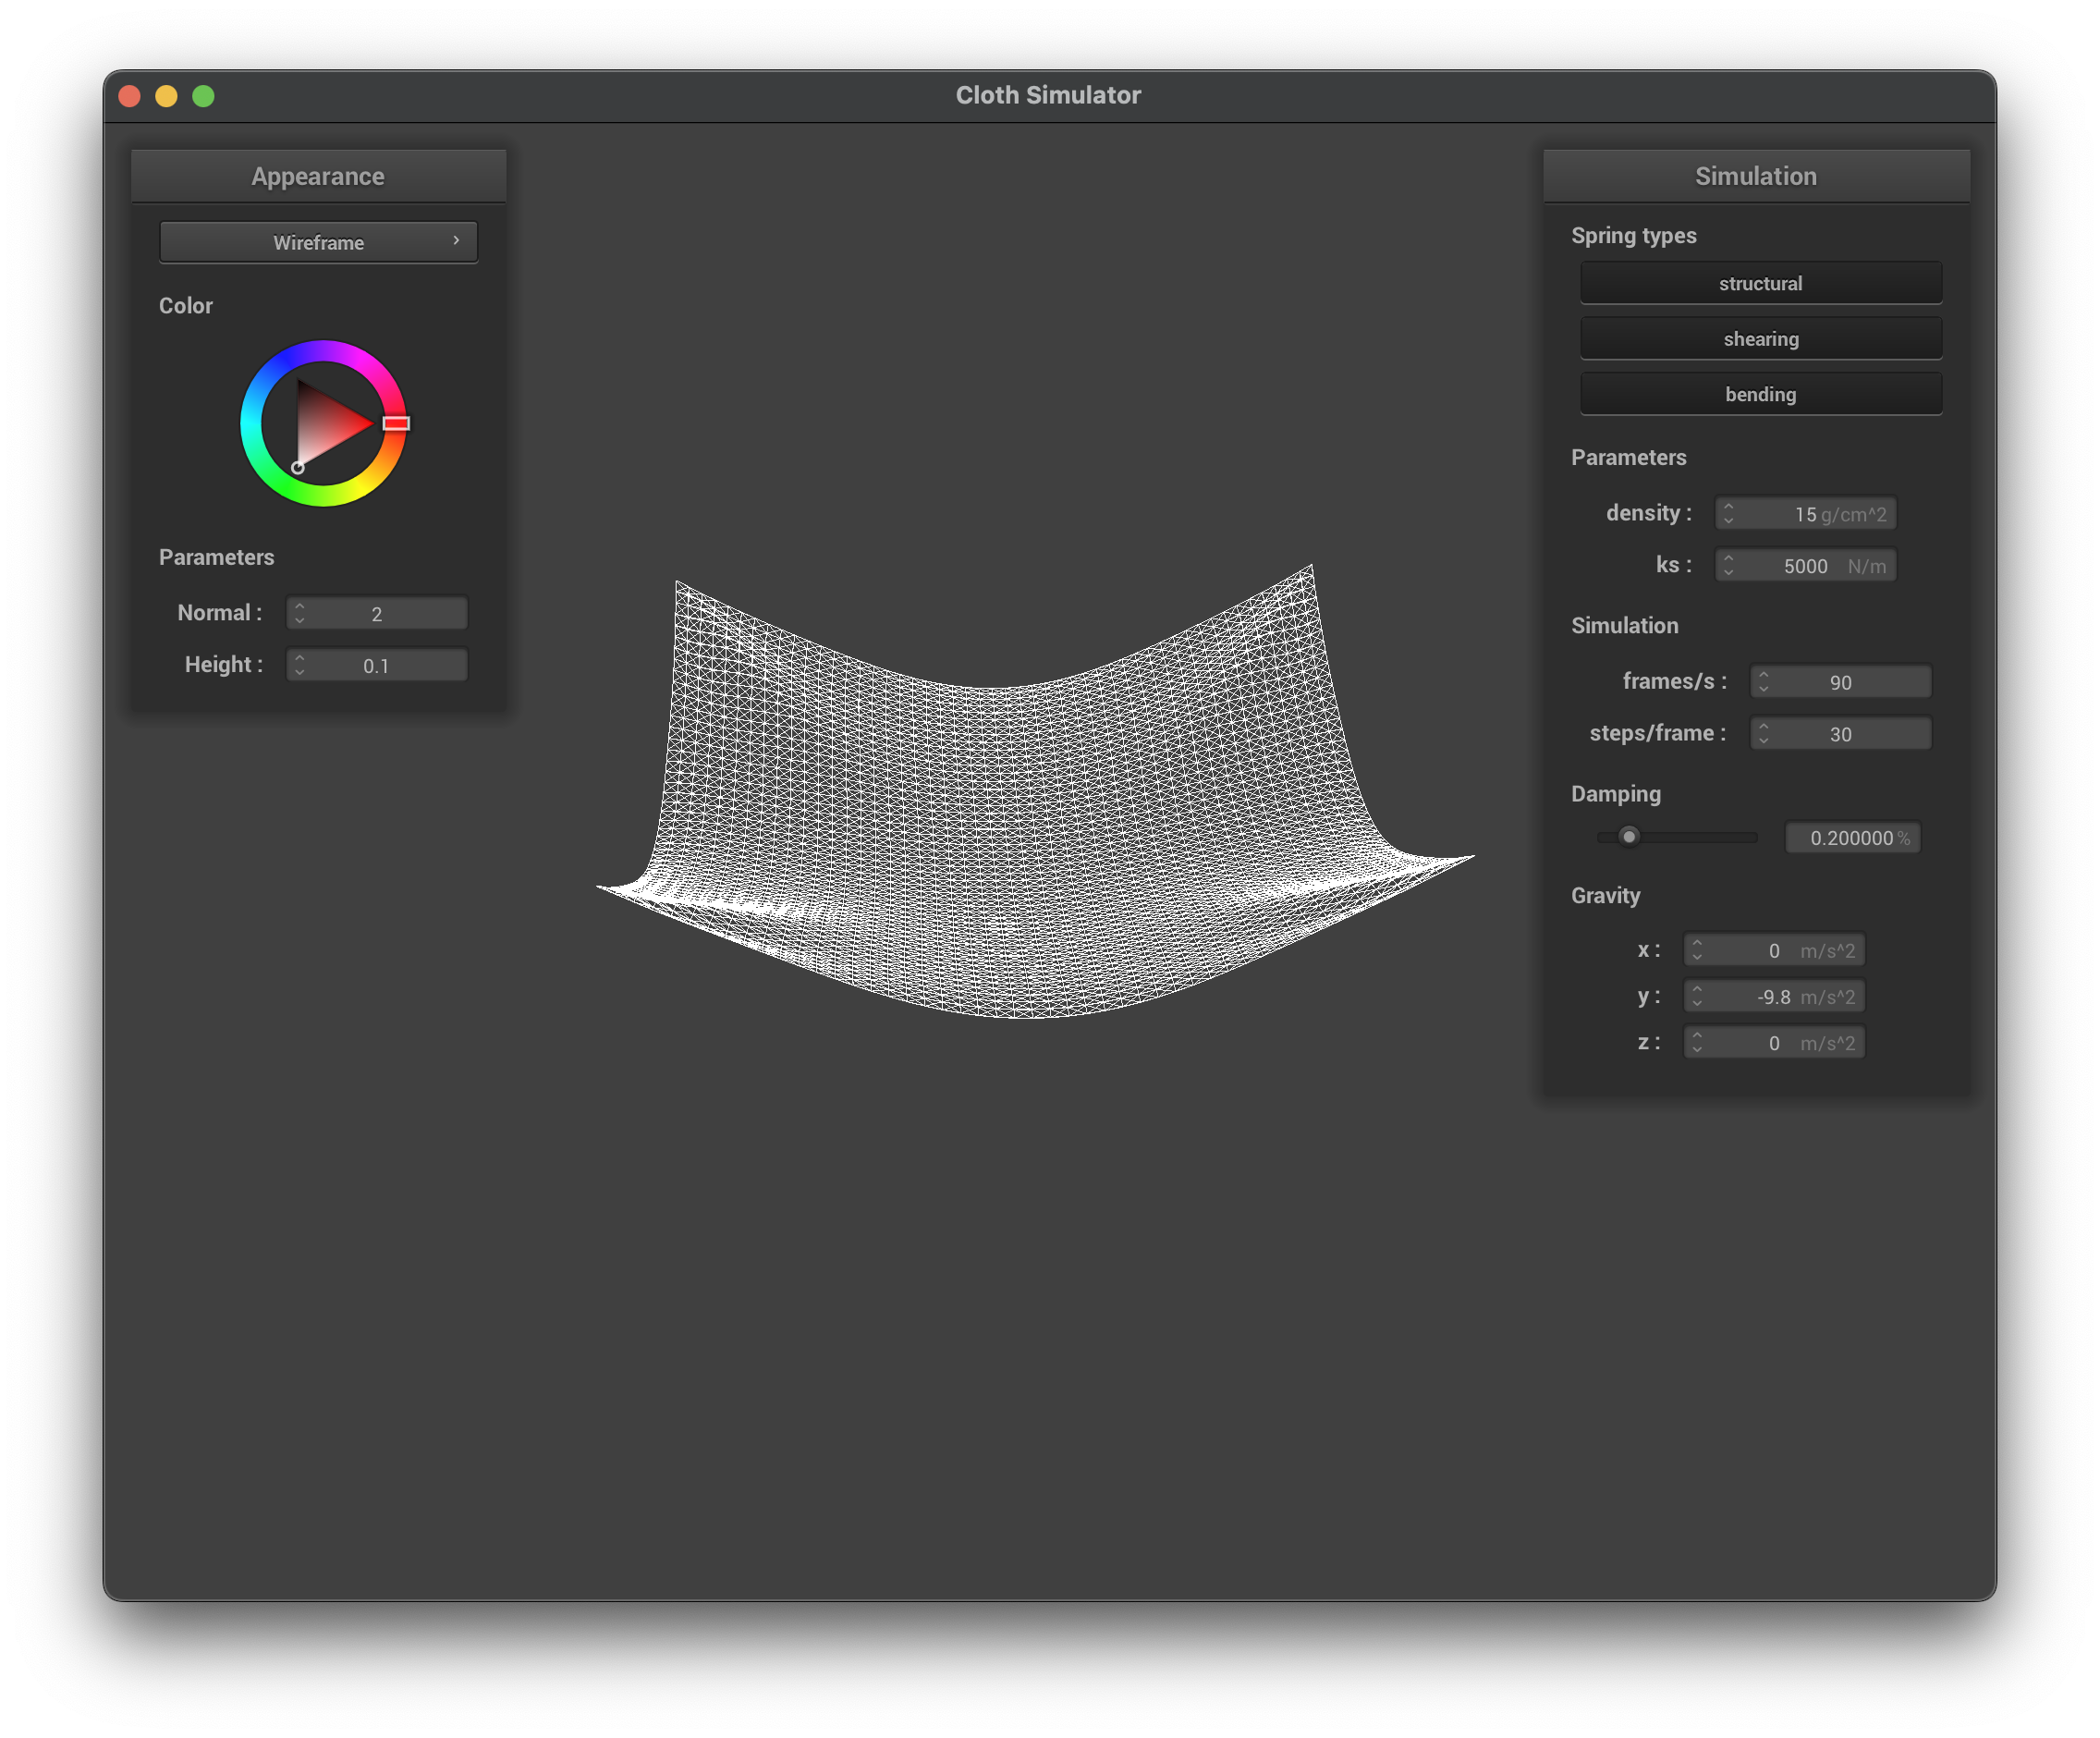 Cloth Simulator
Appearance
Wireframe
Color
Parameters
Normal : 2
Height : 0.1
Simulation
Spring types
structural
shearing
bending
Parameters
density : 15 g/cm^2
ks : 5000 N/m
Simulation
frames/s : 90
steps/frame : 30
Damping
0.200000 %
Gravity
x : 0 m/s^2
y : -9.8 m/s^2
z : 0 m/s^2